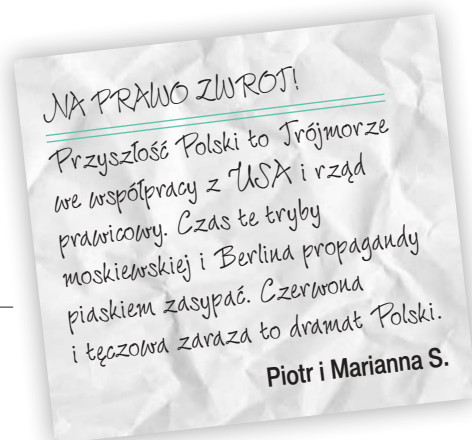 NA PRAWO ZWROT!
Przyszłość Polski to Trójmorze
we współpracy z USA i rząd
prawicowy. Czas te tryby
moskiewskiej i Berlina propagandy
piaskiem zasypać. Czerwona
i tęczowa zaraza to dramat Polski.
Piotr i Marianna S.